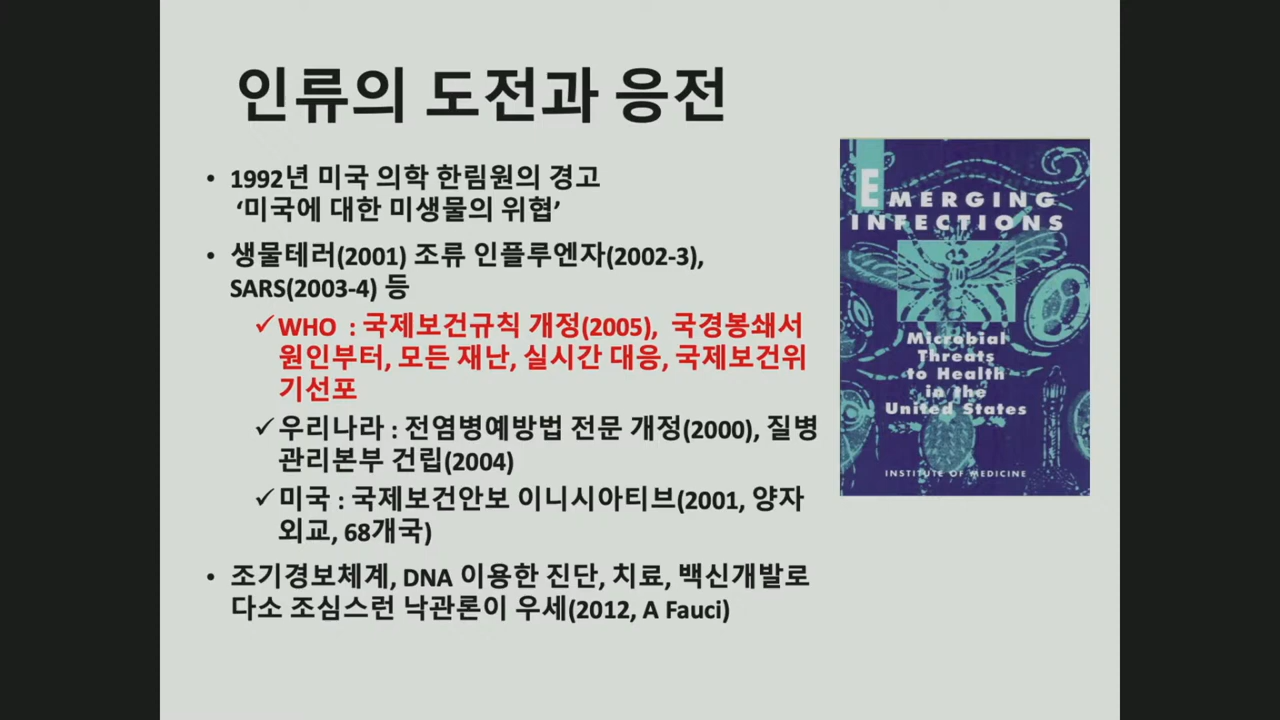 인류의 도전과 응전
• 1992년 미국 의학 한림원의 경고
‘미국에 대한 미생물의 위협’
• 생물테러(2001) 조류 인플루엔자(2002-3),
SARS(2003-4) 등
✓WHO : 국제보건규칙 개정(2005), 국경봉쇄서
원인부터, 모든 재난, 실시간 대응, 국제보건위
기선포
✓우리나라 : 전염병예방법 전문 개정(2000), 질병
관리본부 건립(2004)
✓미국 : 국제보건안보 이니시아티브(2001, 양자
외교, 68개국)
• 조기경보체계, DNA 이용한 진단, 치료, 백신개발로
다소 조심스런 낙관론이 우세(2012, A Fauci)
EMERGING
INFECTIONS
Microbial
Threats
to Health
in the
United States
INSTITUTE OF MEDICINE